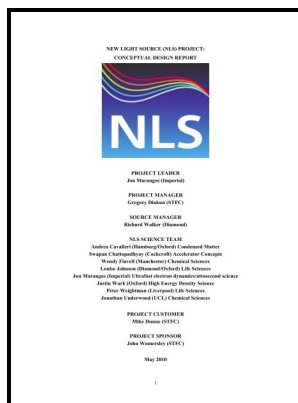 NEW LIGHT SOURCE (NLS) PROJECT:
CONCEPTUAL DESIGN REPORT
NLS
PROJECT LEADER
Jon Marangos (Imperial)
PROJECT MANAGER
Gregory Diakun (STFC)
SOURCE MANAGER
Richard Walker (Diamond)
NLS SCIENCE TEAM
Andrea Cavalleri (Hamburg/Oxford) Condensed Matter
Swapan Chattopadhyay (Cockcroft) Accelerator Concepts
Wendy Flavell (Manchester) Chemical Sciences
Louise Johnson (Diamond/Oxford) Life Sciences
Jon Marangos (Imperial) Ultrafast electron dynamics/attosecond science
Justin Wark (Oxford) High Energy Density Science
Peter Weightman (Liverpool) Life Sciences
Jonathan Underwood (UCL) Chemical Sciences
PROJECT CUSTOMER
Mike Dunne (STFC)
PROJECT SPONSOR
John Womersley (STFC)
May 2010
1